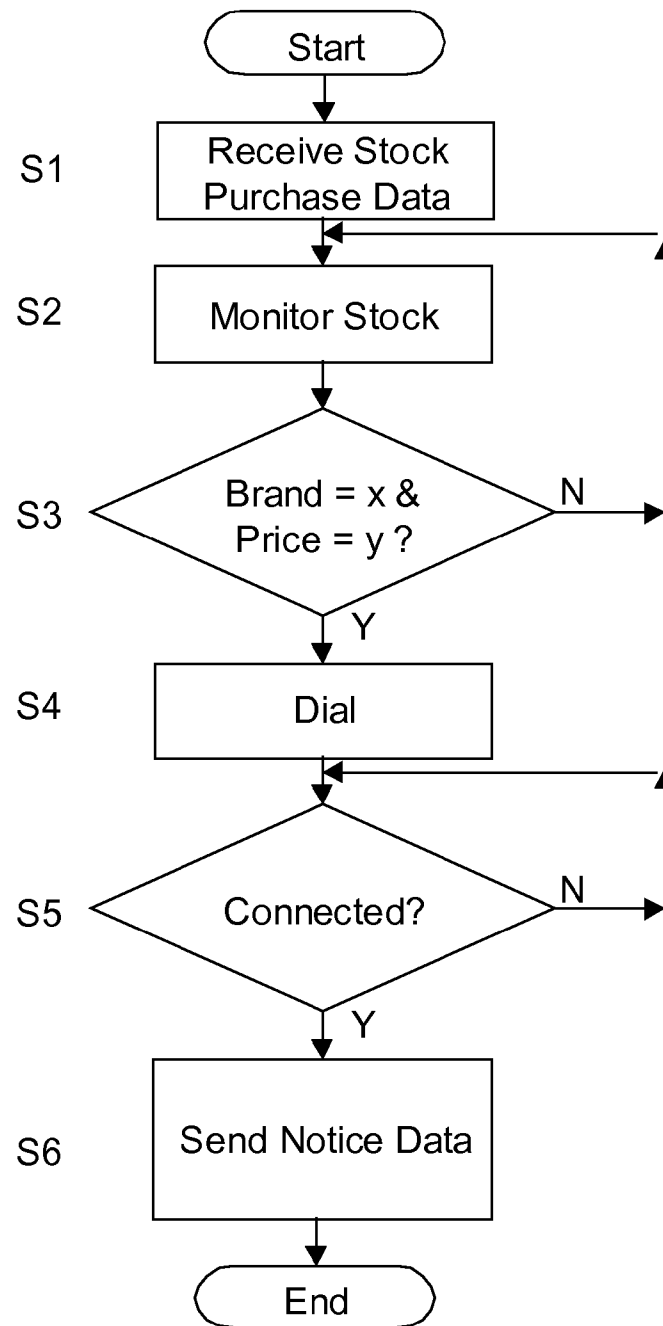 Start
S1
Receive Stock
Purchase Data
S2
Monitor Stock
S3
Brand = x &
Price = y ?
N
Y
S4
Dial
S5
Connected?
N
Y
S6
Send Notice Data
End